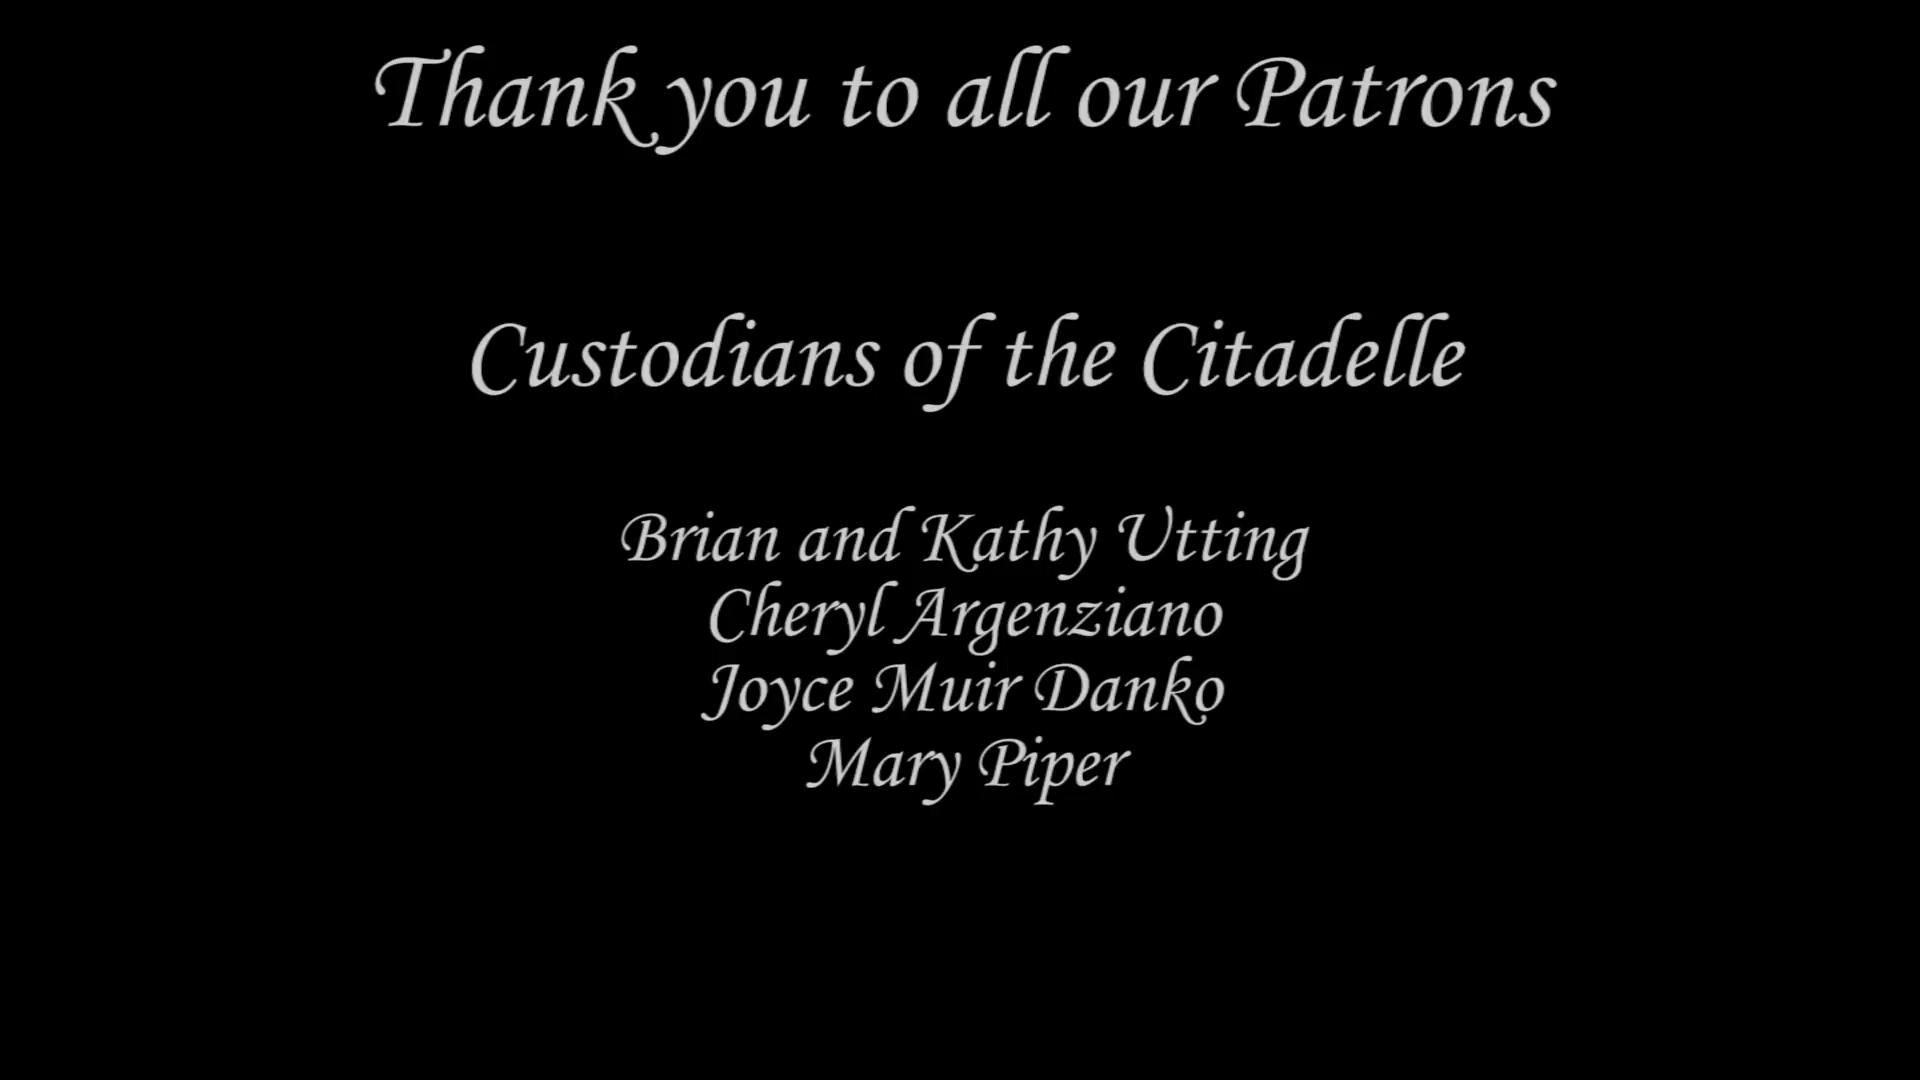 Thank you to all our Patrons
Custodians of the Citadelle
Brian and Kathy Utting
Cheryl Argenziano
Joyce Muir Danko
Mary Piper